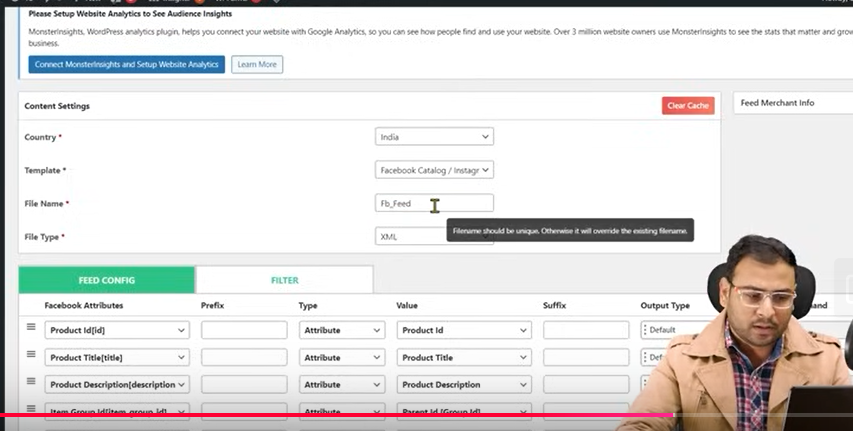 Please Setup Website Analytics to See Audience Insights
MonsterInsights, WordPress analytics plugin, helps you connect your website with Google Analytics, so you can see how people find and use your website. Over 3 million website owners use MonsterInsights to see the stats that matter and grow
business.
Connect MonsterInsights and Setup Website Analytics
Learn More
Content Settings
Clear Cache
Feed Merchant Info
Country *
India
Template *
Facebook Catalog / Instagr
File Name *
Fb_Feed
Filename should be unique. Otherwise it will override the existing filename.
File Type *
XML
FEED CONFIG
FILTER
Facebook Attributes Prefix Type Value Suffix Output Type
Product Id[id] Attribute Product Id Default
Product Title[title] Attribute Product Title
Product Description[description Attribute Product Description
Item Group Id[item_group_id] Attribute Parent Id [Group Id]